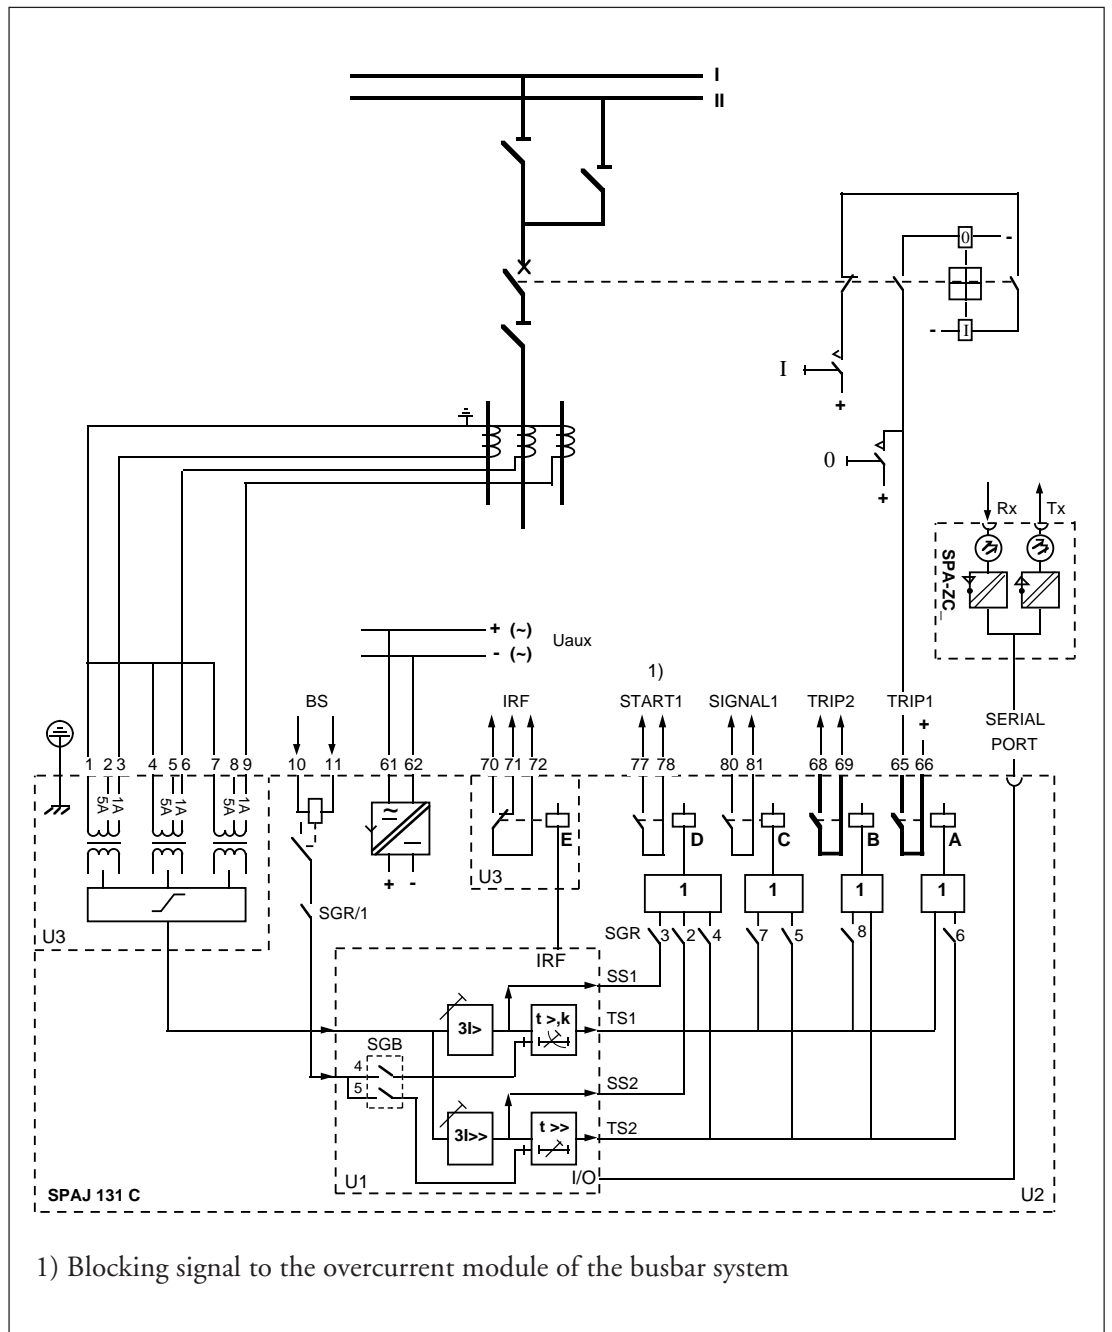 I
II
0 -
- I
I
+
0
+
Rx Tx
SPA-ZC_
+ (~)
- (~)
Uaux
1)
BS IRF START1 SIGNAL1 TRIP2 TRIP1
+
SERIAL
PORT
1 2 3 4 5 6 7 8 9 10 11 61 62 70 71 72 77 78 80 81 68 69 65 66
5A 1A 5A 1A 5A 1A
~
E D C B A
+ -
U3
1 1 1 1
SGR/1
U3
SGR 3 2 4 7 5 8 6
IRF
SS1
3I> t >,k TS1
SGB
4
5
SS2
3I>> t >> TS2
U1 I/O
SPAJ 131 C U2
1) Blocking signal to the overcurrent module of the busbar system